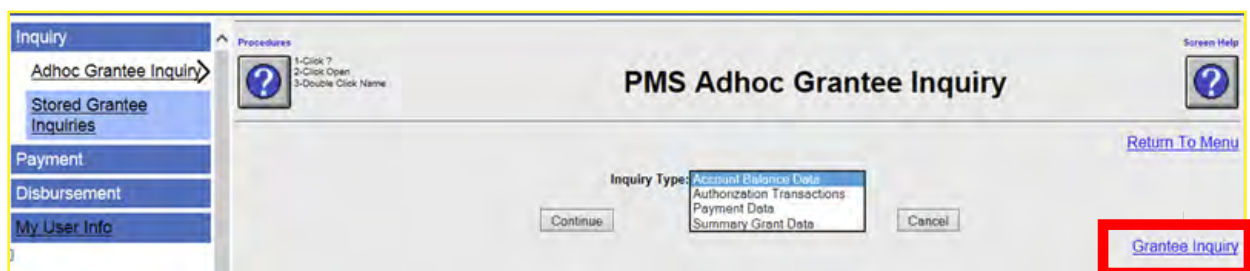 Inquiry
Adhoc Grantee Inquiry
Stored Grantee
Inquiries
Payment
Disbursement
My User Info
Procedures
1-Click ?
2-Click Open
3-Double Click Name
PMS Adhoc Grantee Inquiry
Screen Help
Return To Menu
Inquiry Type:
Account Balance Data
Authorization Transactions
Payment Data
Summary Grant Data
Continue
Cancel
Grantee Inquiry